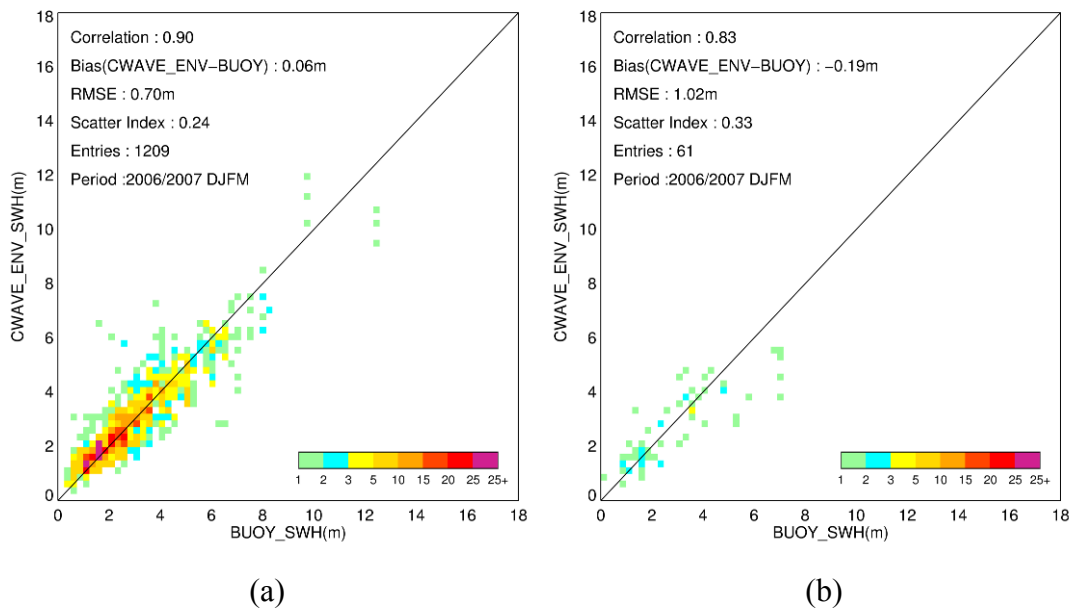 18
16
14
12
10
8
6
4
2
0
CWAVE_ENV_SWH(m)
Correlation : 0.90
Bias(CWAVE_ENV−BUOY) : 0.06m
RMSE : 0.70m
Scatter Index : 0.24
Entries : 1209
Period :2006/2007 DJFM
1 2 3 5 10 15 20 25 25+
0 2 4 6 8 10 12 14 16 18
BUOY_SWH(m)
(a)
18
16
14
12
10
8
6
4
2
0
CWAVE_ENV_SWH(m)
Correlation : 0.83
Bias(CWAVE_ENV−BUOY) : −0.19m
RMSE : 1.02m
Scatter Index : 0.33
Entries : 61
Period :2006/2007 DJFM
1 2 3 5 10 15 20 25 25+
0 2 4 6 8 10 12 14 16 18
BUOY_SWH(m)
(b)